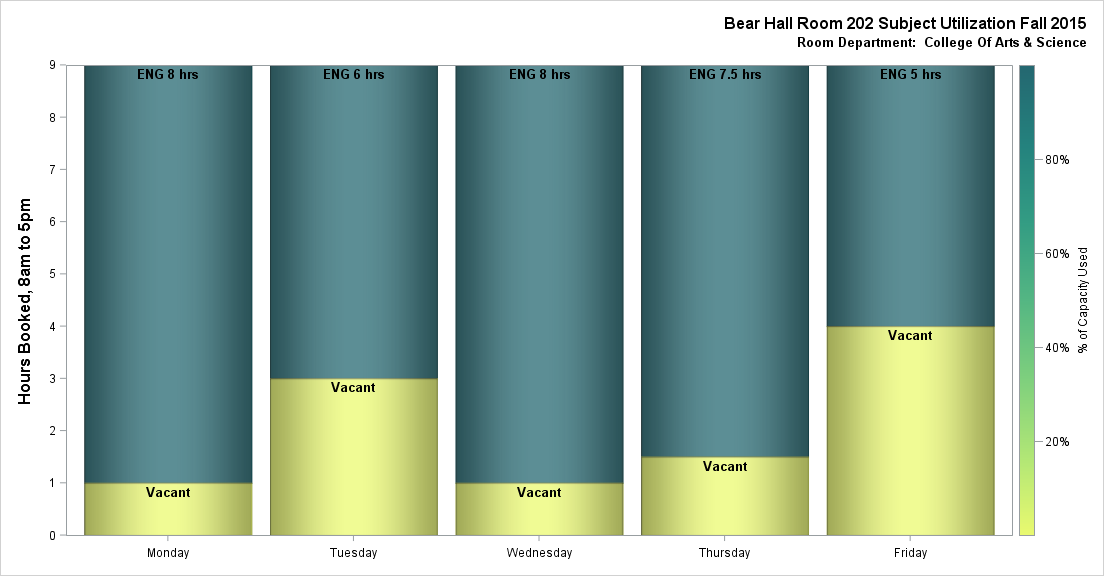 Bear Hall Room 202 Subject Utilization Fall 2015
Room Department:  College Of Arts & Science
Hours Booked, 8am to 5pm
9
8
7
6
5
4
3
2
1
0
ENG 8 hrs
ENG 6 hrs
ENG 8 hrs
ENG 7.5 hrs
ENG 5 hrs
Vacant
Vacant
Vacant
Vacant
Vacant
Monday
Tuesday
Wednesday
Thursday
Friday
80%
60%
40%
20%
% of Capacity Used